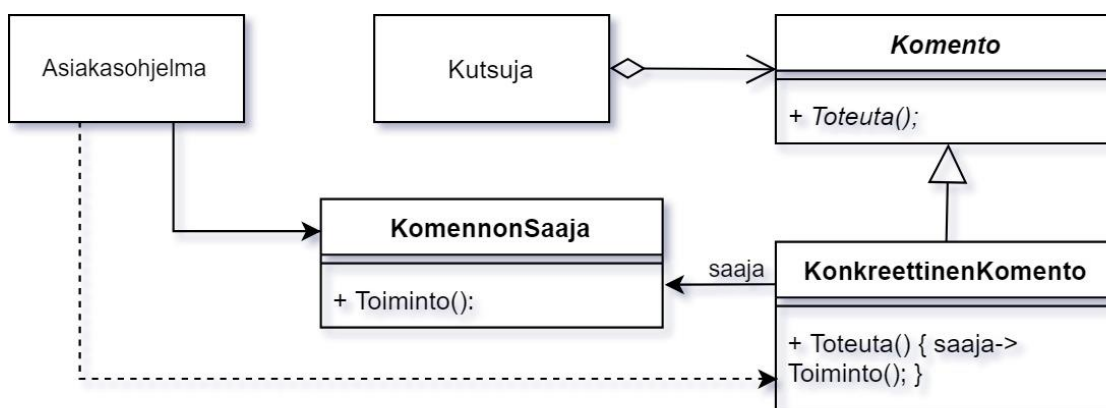 Asiakasohjelma
Kutsuja
Komento
+ Toteuta();
KomennonSaaja
+ Toiminto():
saaja
KonkreettinenKomento
+ Toteuta() { saaja->
Toiminto(); }